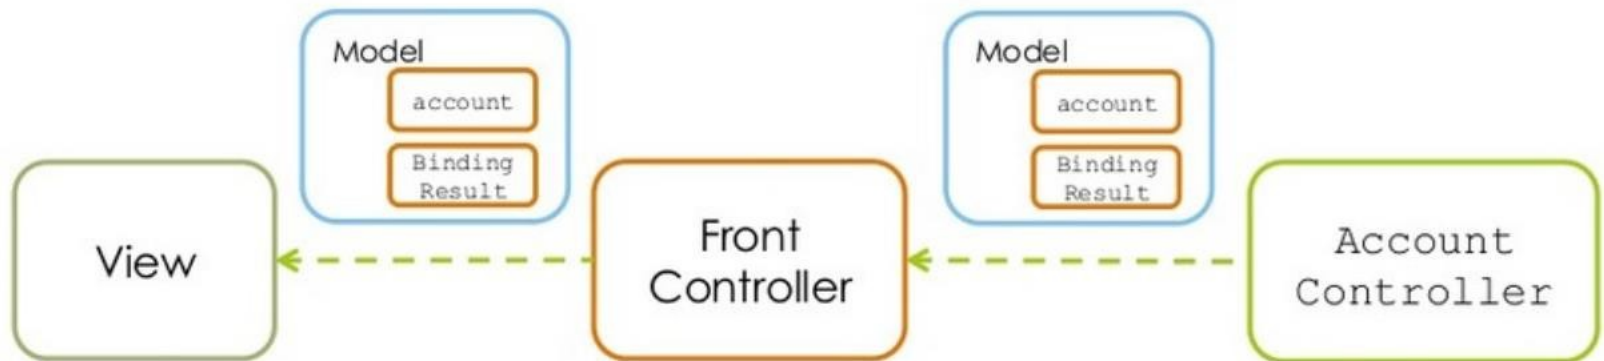 Model
account
Binding
Result
Model
account
Binding
Result
View
Front
Controller
Account
Controller